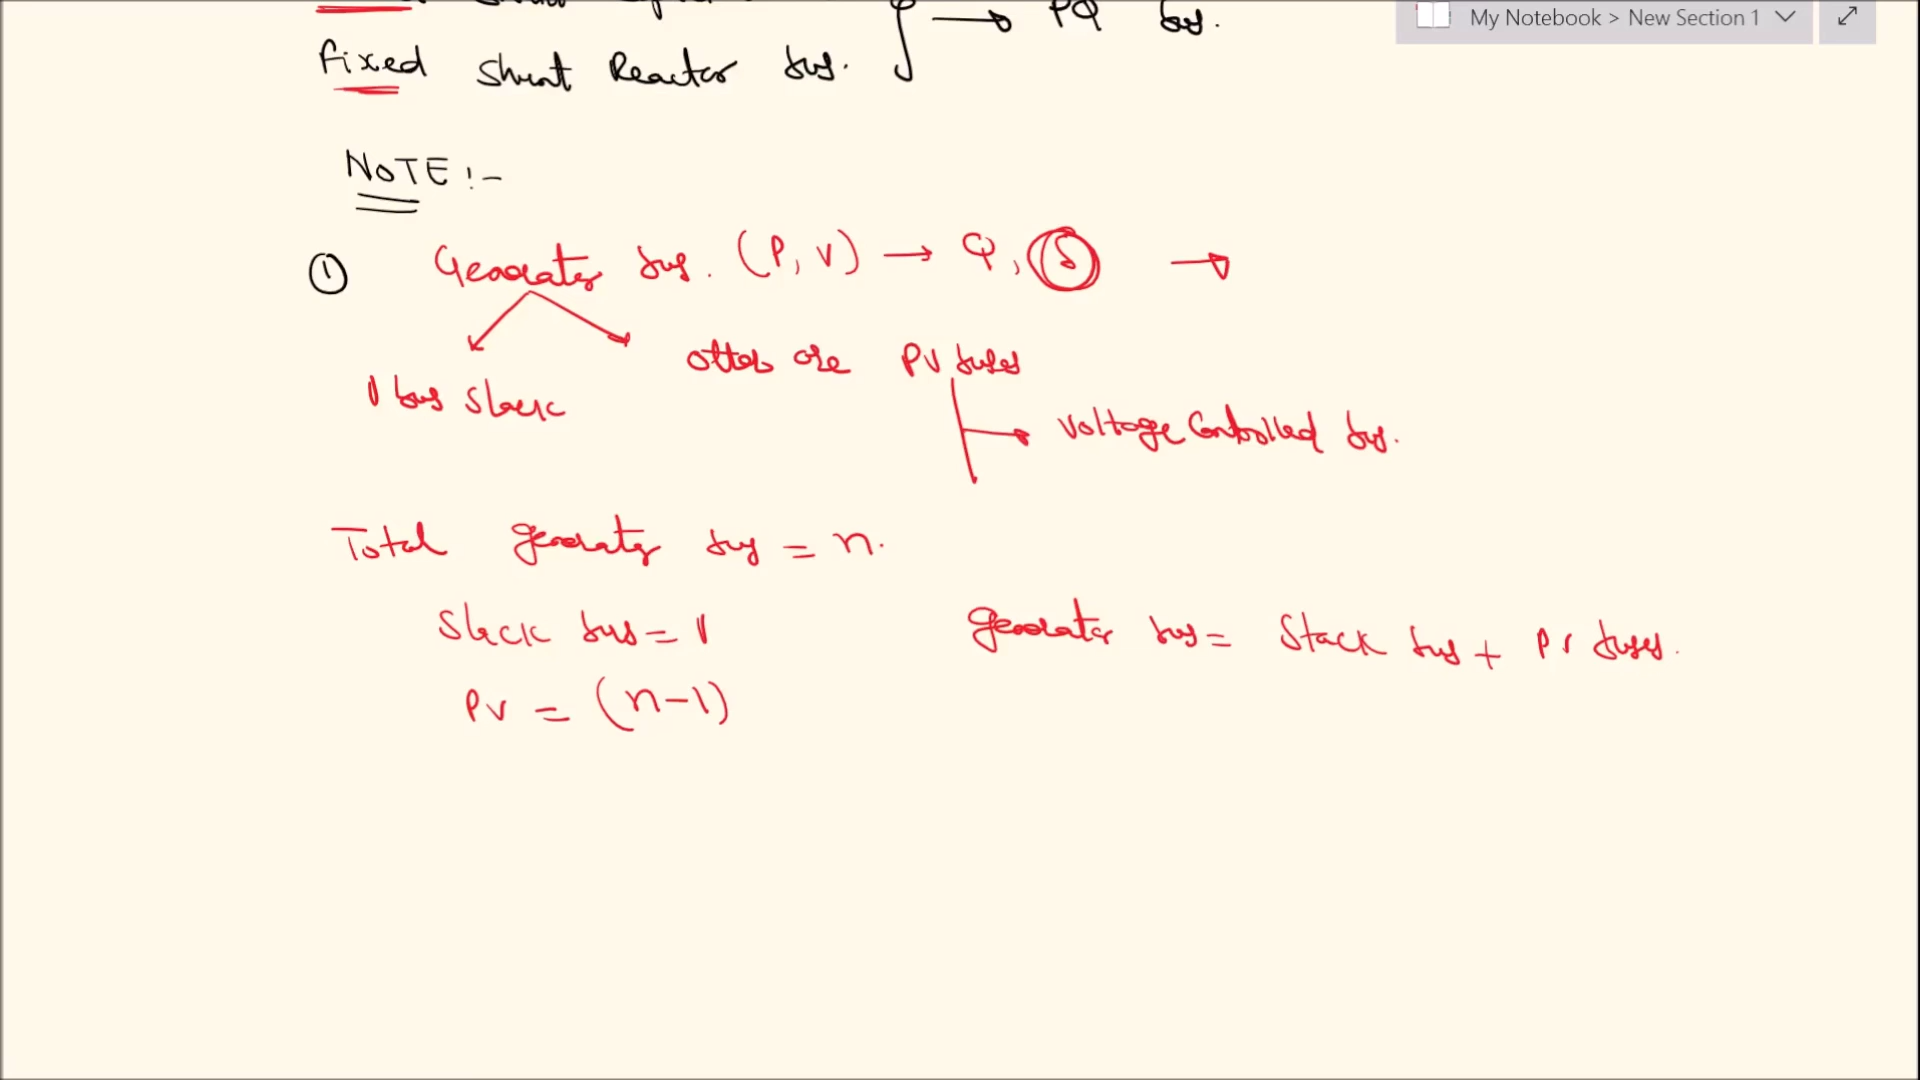 My Notebook > New Section 1
→ PQ bus.
Fixed Shunt Reactor bus.
NOTE :-
① Generator bus. (P, V) → Q, δ →
others are PV buses
1 bus slack
→ Voltage Controlled bus.
Total generator bus = n.
Slack bus = 1
generator bus = Slack bus + PV buses.
PV = (n-1)